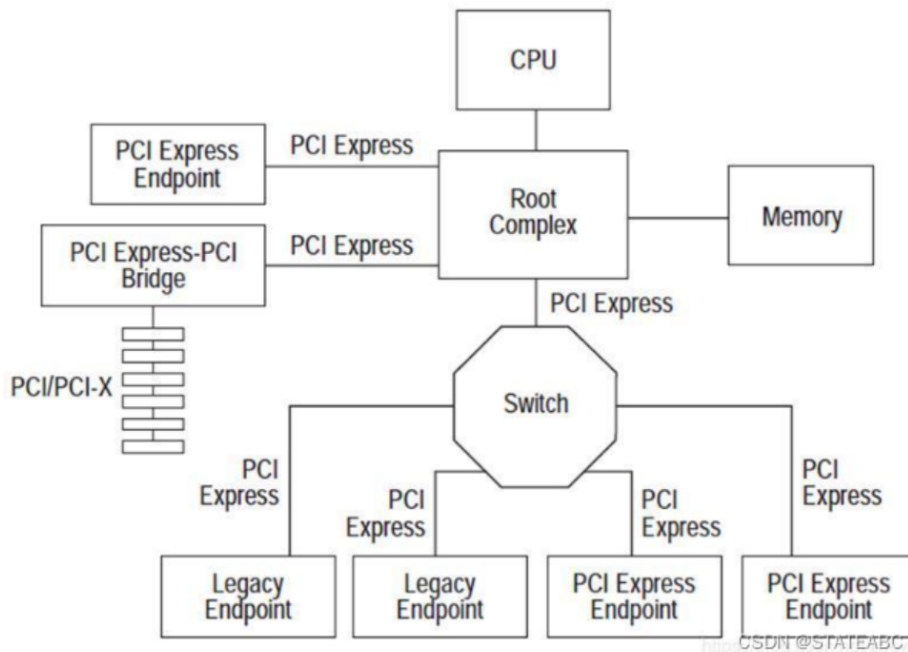 CPU
PCI Express
Endpoint
PCI Express
Root
Complex
Memory
PCI Express-PCI
Bridge
PCI Express
PCI Express
PCI/PCI-X
Switch
PCI
Express
PCI
Express
PCI
Express
PCI
Express
Legacy
Endpoint
Legacy
Endpoint
PCI Express
Endpoint
PCI Express
Endpoint
CSDN @STATEABC